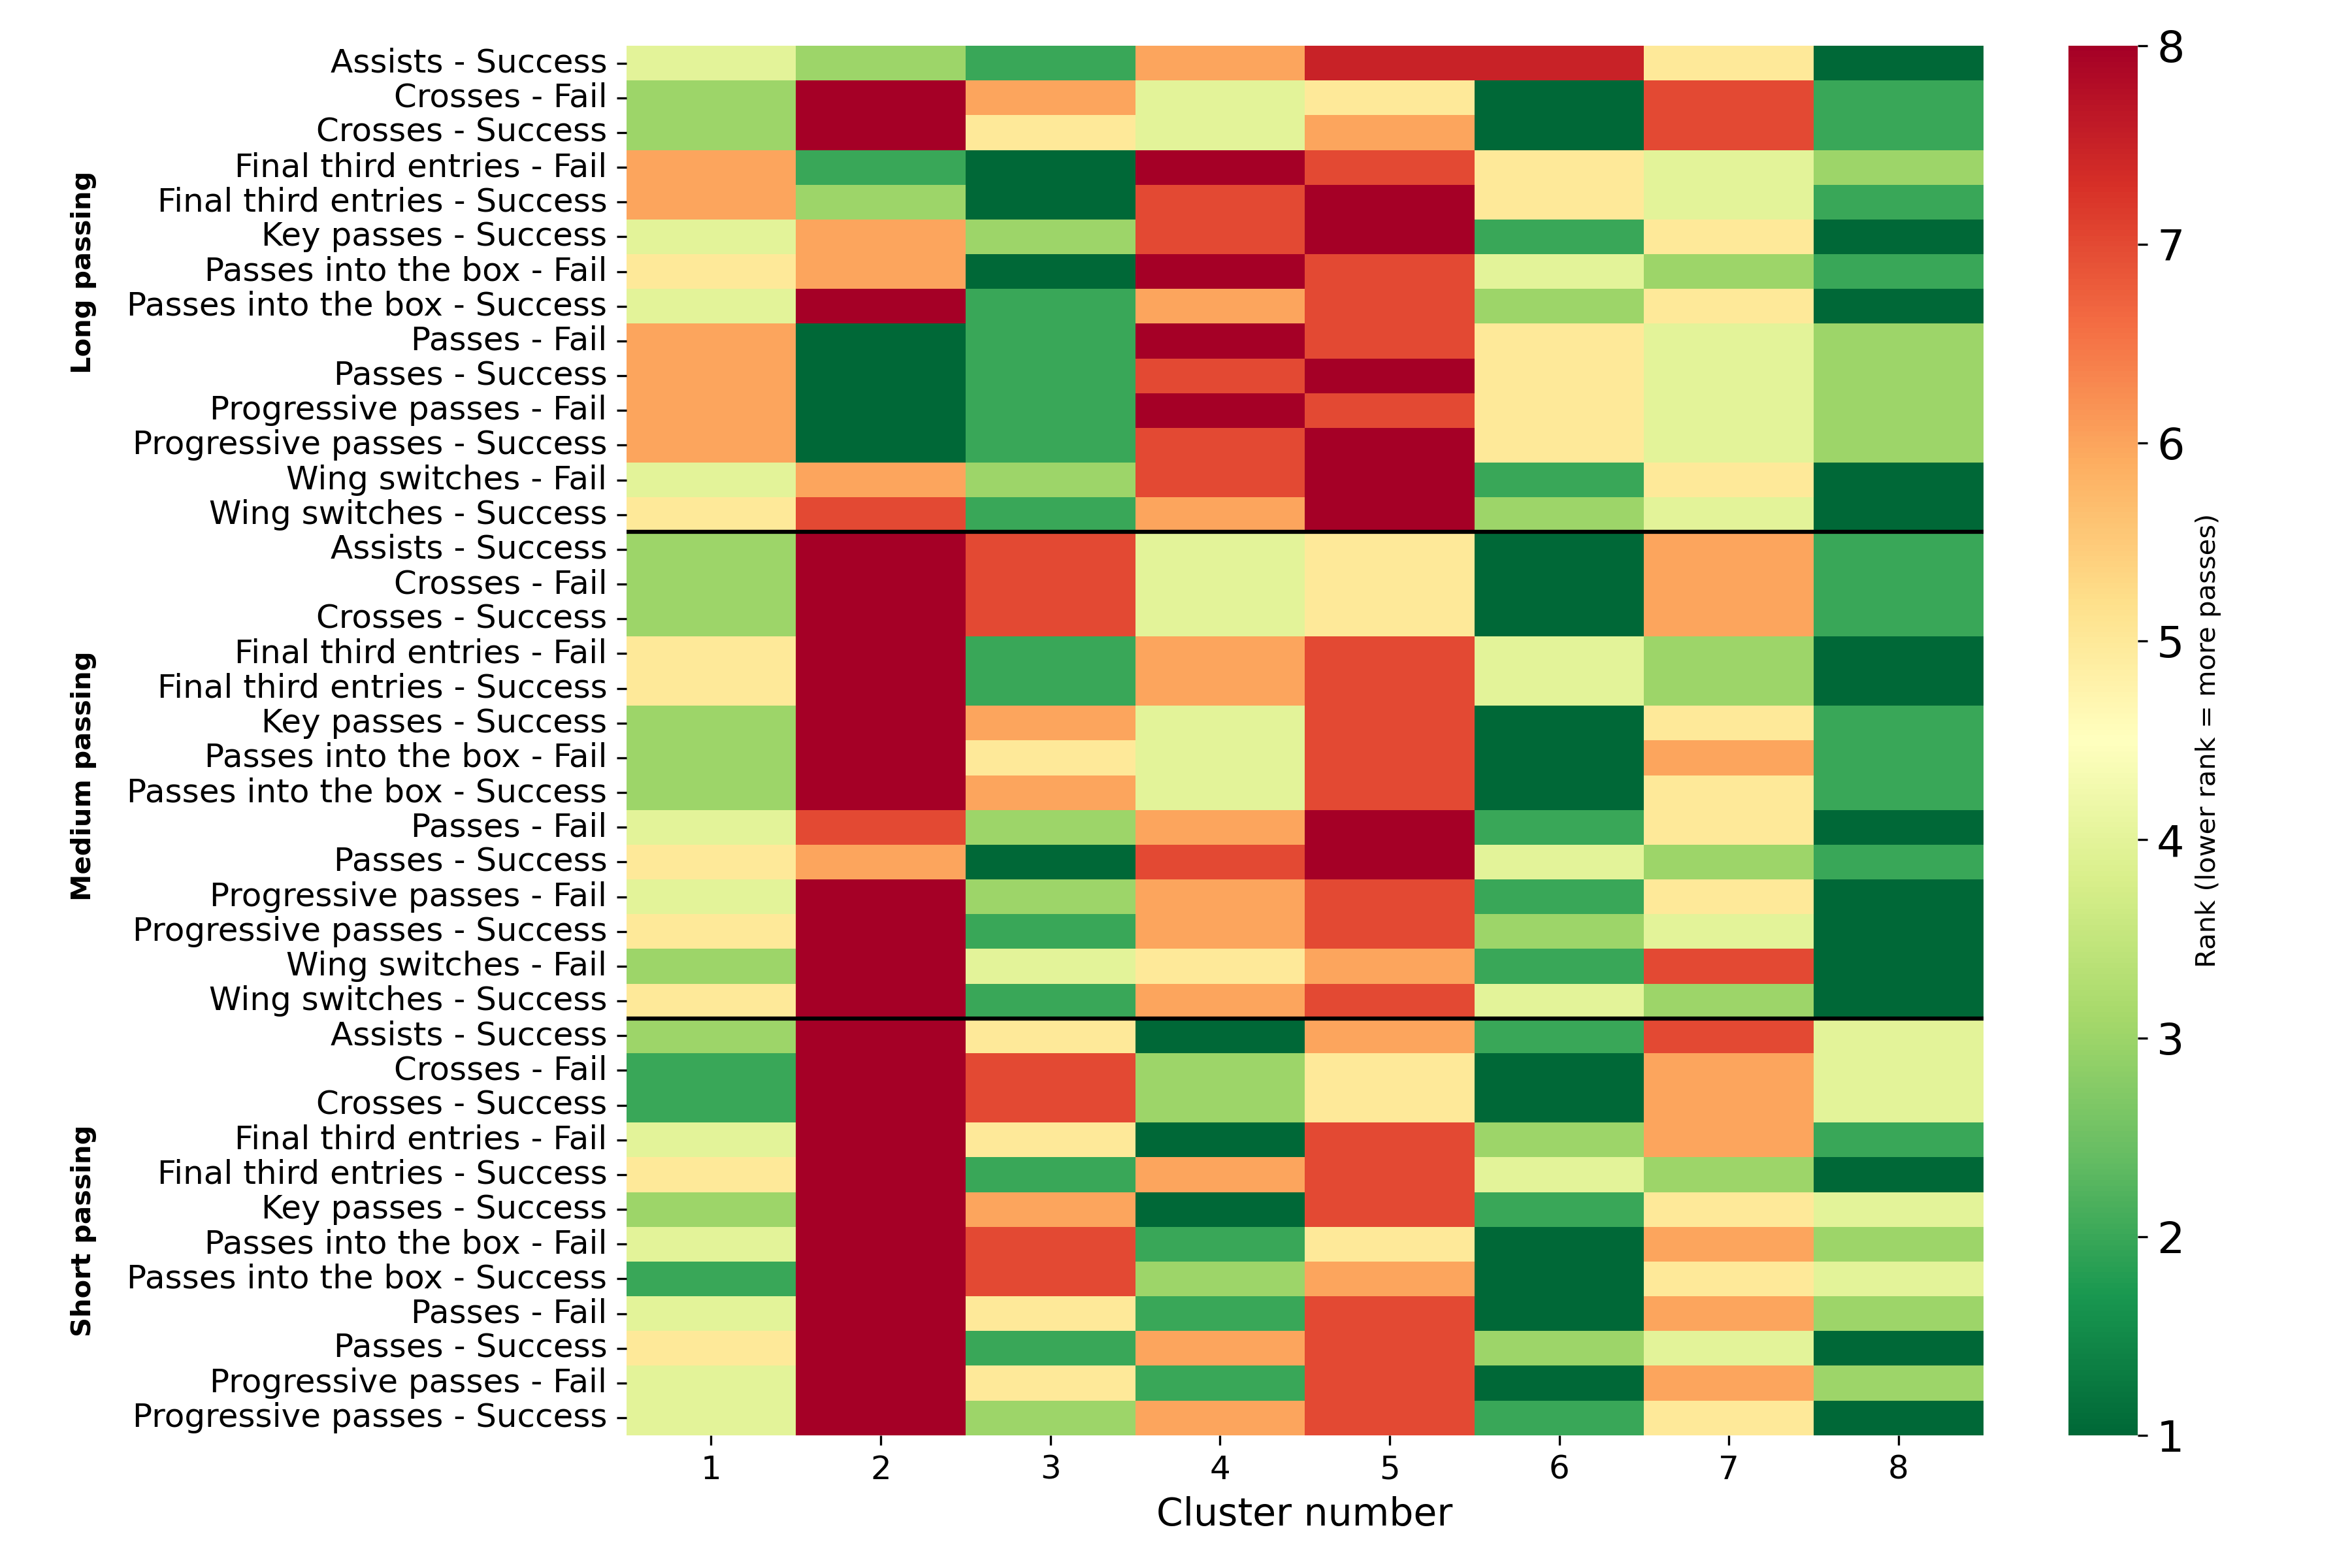 Long passing
Assists - Success
Crosses - Fail
Crosses - Success
Final third entries - Fail
Final third entries - Success
Key passes - Success
Passes into the box - Fail
Passes into the box - Success
Passes - Fail
Passes - Success
Progressive passes - Fail
Progressive passes - Success
Wing switches - Fail
Wing switches - Success
Medium passing
Assists - Success
Crosses - Fail
Crosses - Success
Final third entries - Fail
Final third entries - Success
Key passes - Success
Passes into the box - Fail
Passes into the box - Success
Passes - Fail
Passes - Success
Progressive passes - Fail
Progressive passes - Success
Wing switches - Fail
Wing switches - Success
Short passing
Assists - Success
Crosses - Fail
Crosses - Success
Final third entries - Fail
Final third entries - Success
Key passes - Success
Passes into the box - Fail
Passes into the box - Success
Passes - Fail
Passes - Success
Progressive passes - Fail
Progressive passes - Success
1 2 3 4 5 6 7 8
Cluster number
8
7
6
5
4
3
2
1
Rank (lower rank = more passes)